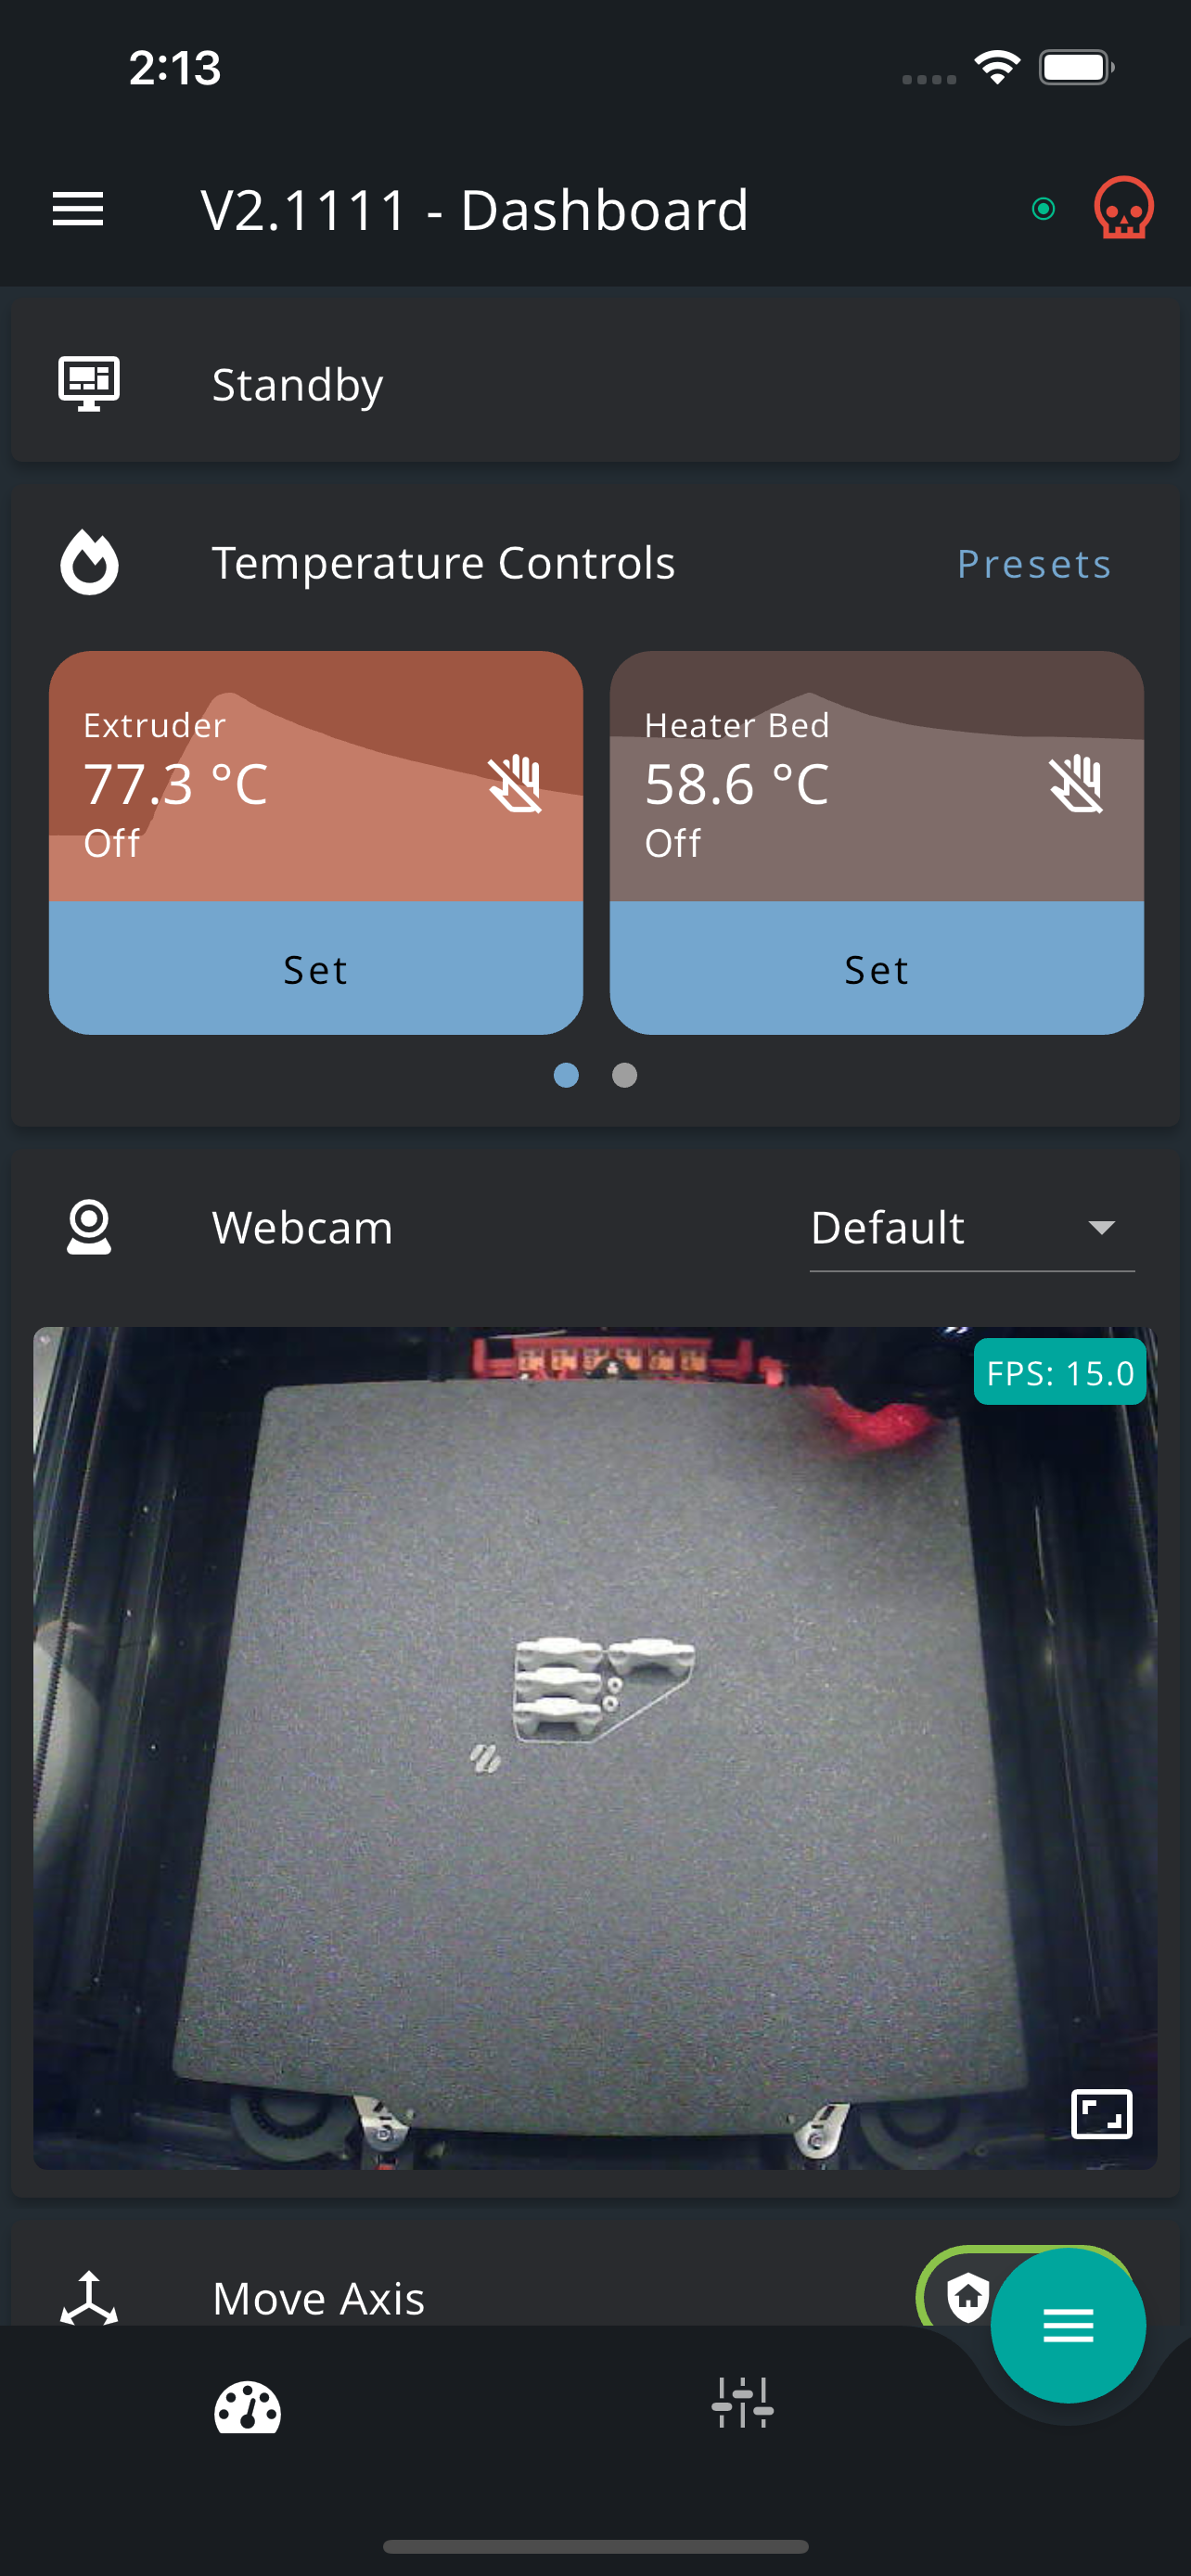 2:13
V2.1111 - Dashboard
Standby
Temperature Controls
Presets
Extruder
77.3 °C
Off
Set
Heater Bed
58.6 °C
Off
Set
Webcam
Default
FPS: 15.0
Move Axis